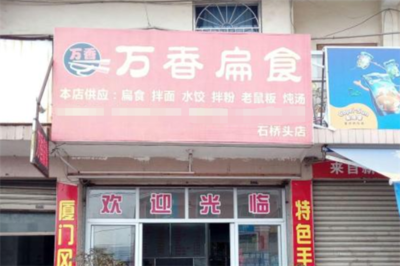 万香
万香扁食
本店供应：扁食 拌面 水饺 拌粉 老鼠粄 炖汤
石桥头店
欢迎光临
厦门风
特色手
来自新